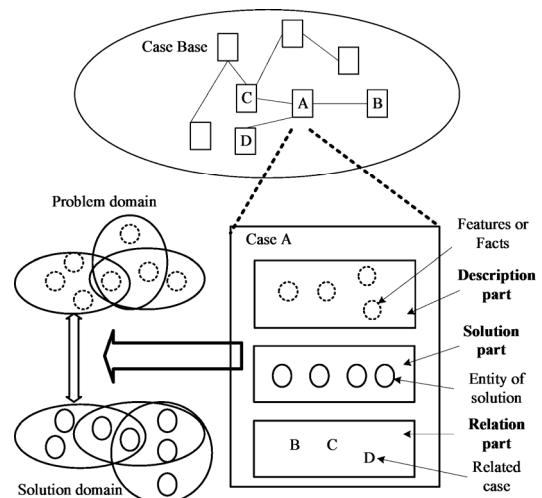 Case Base
C
A
B
D
Problem domain
Case A
Features or
Facts
Description
part
Solution
part
Entity of
solution
B C
D
Relation
part
Related
case
Solution domain